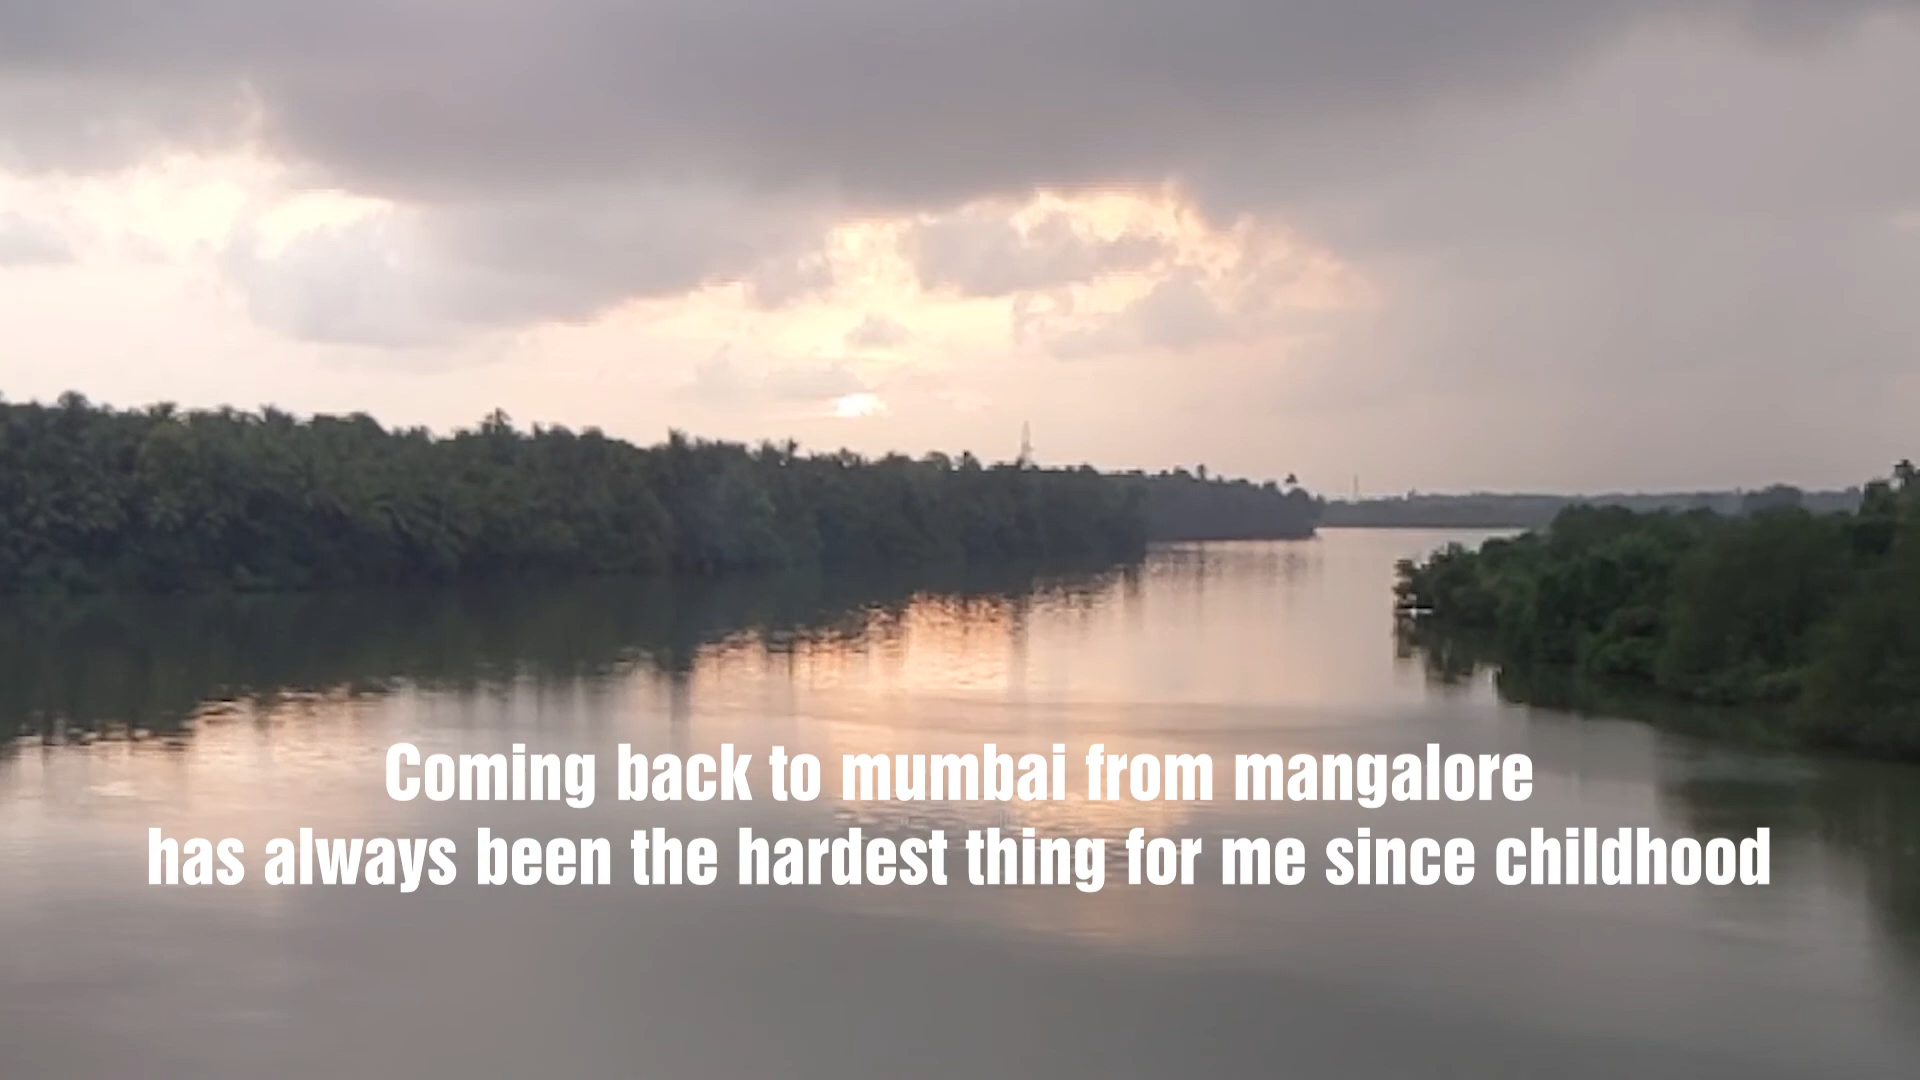 Coming back to mumbai from mangalore
has always been the hardest thing for me since childhood